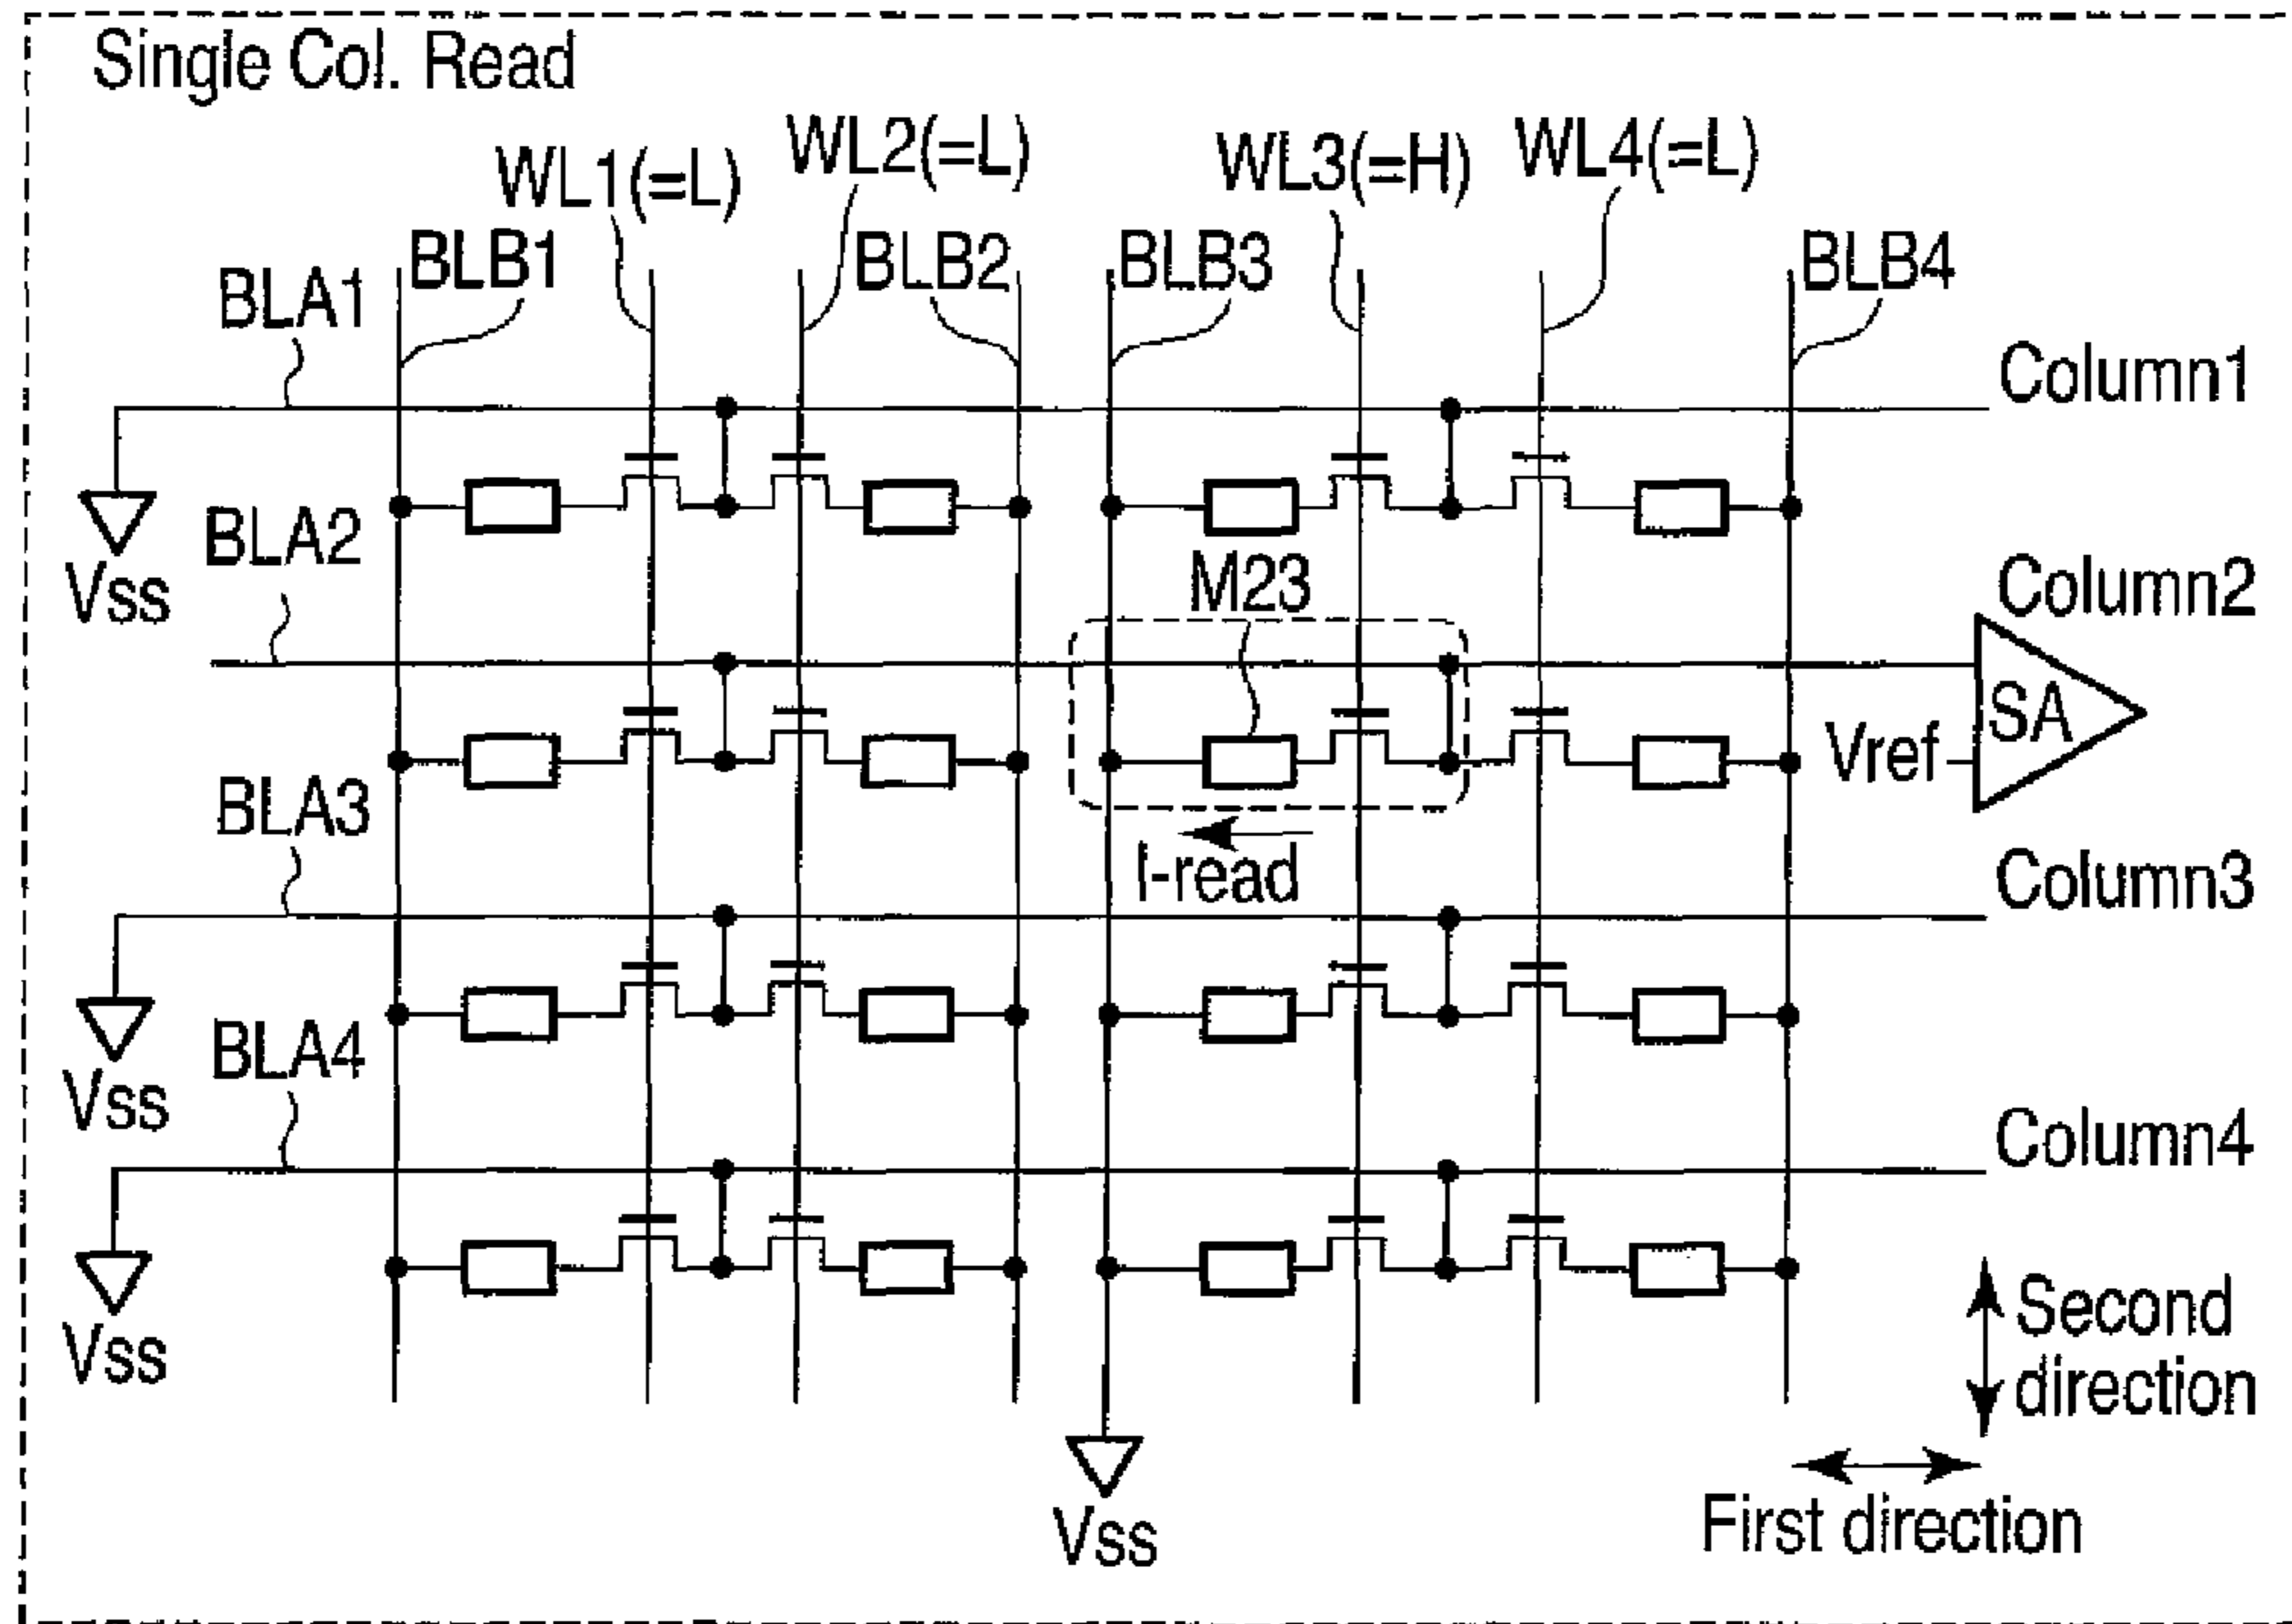 Single Col. Read
WL1(=L)
WL2(=L)
WL3(=H)
WL4(=L)
BLA1
BLB1
BLB2
BLB3
BLB4
Column1
Vss
BLA2
M23
Column2
SA
Vref
BLA3
I-read
Column3
Vss
BLA4
Column4
Vss
Second
direction
Vss
First direction